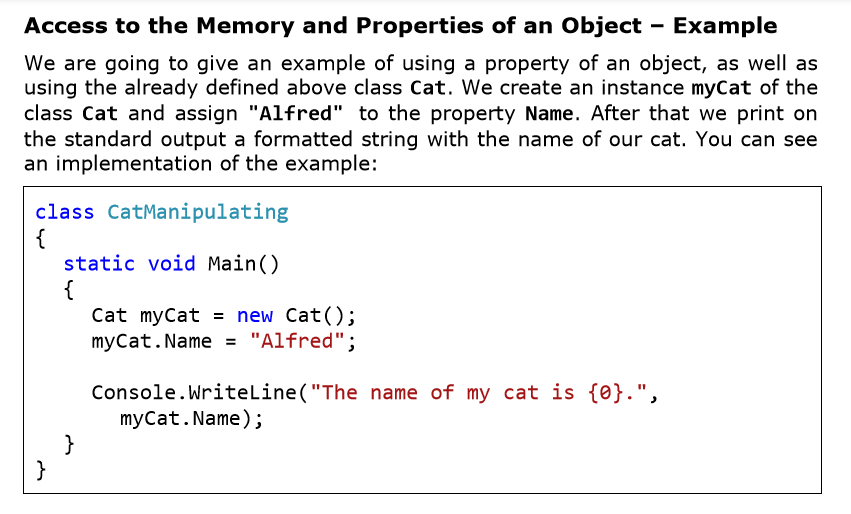 Access to the Memory and Properties of an Object – Example
We are going to give an example of using a property of an object, as well as
using the already defined above class Cat. We create an instance myCat of the
class Cat and assign "Alfred" to the property Name. After that we print on
the standard output a formatted string with the name of our cat. You can see
an implementation of the example:
class CatManipulating
{
static void Main()
{
Cat myCat = new Cat();
myCat.Name = "Alfred";
Console.WriteLine("The name of my cat is {0}.",
myCat.Name);
}
}